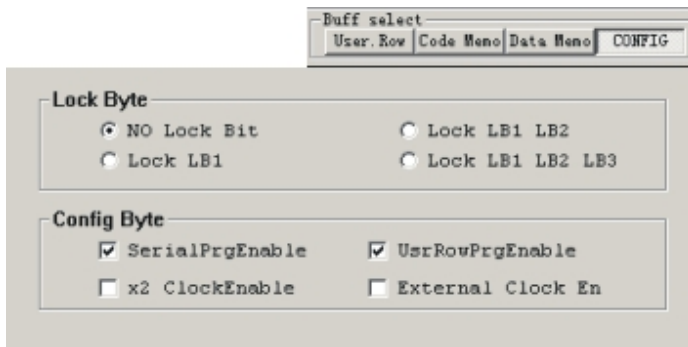 Buff select
User.Row Code Memo Data Memo CONFIG
Lock Byte
NO Lock Bit Lock LB1 LB2
Lock LB1 Lock LB1 LB2 LB3
Config Byte
SerialPrgEnable UsrRowPrgEnable
x2 ClockEnable External Clock En